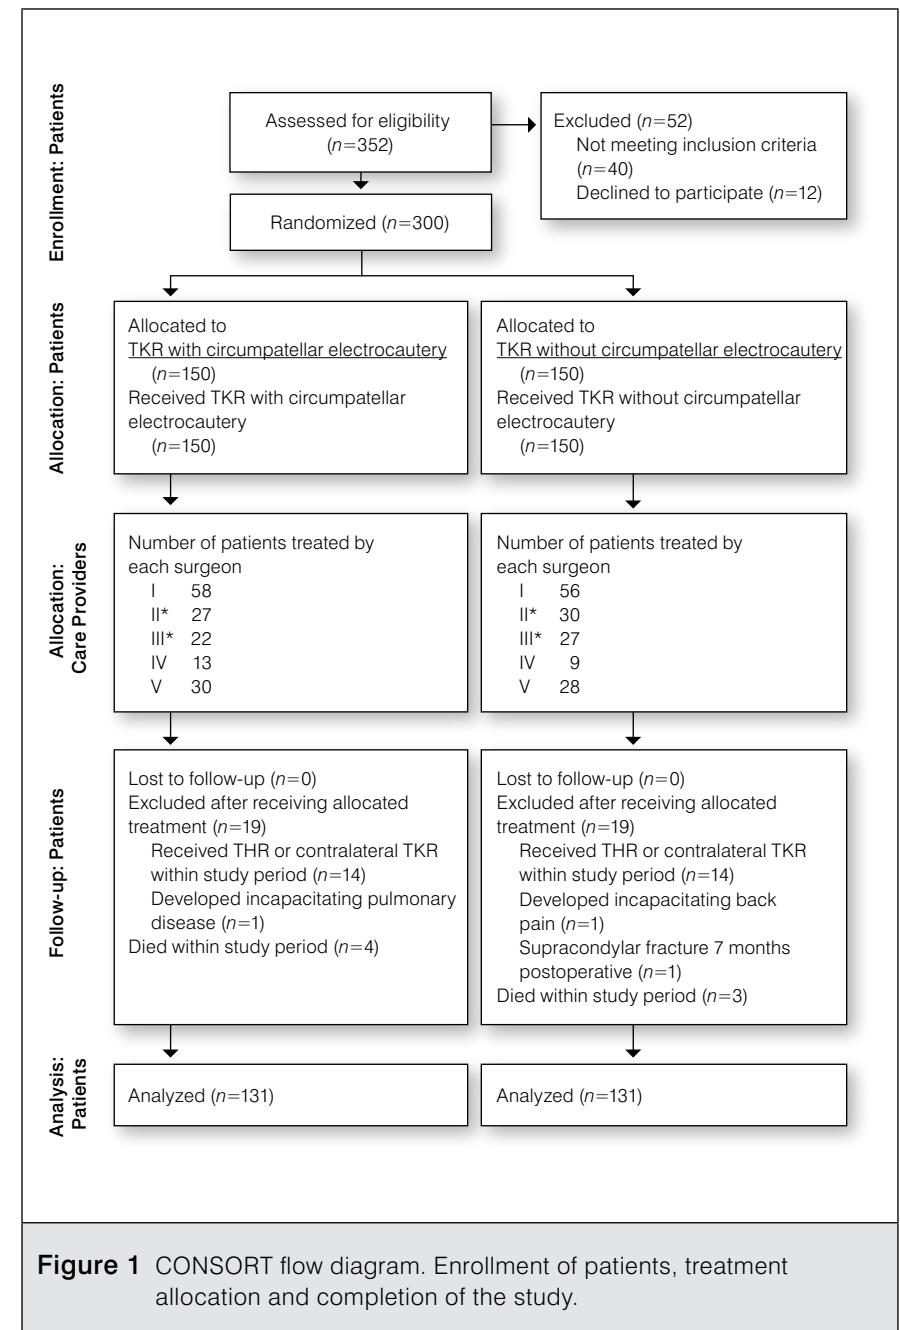 Enrollment: Patients
Assessed for eligibility
(n=352)
Excluded (n=52)
Not meeting inclusion criteria
(n=40)
Declined to participate (n=12)
Randomized (n=300)
Allocation: Patients
Allocated to
TKR with circumpatellar electrocautery
(n=150)
Received TKR with circumpatellar
electrocautery
(n=150)
Allocated to
TKR without circumpatellar electrocautery
(n=150)
Received TKR without circumpatellar
electrocautery
(n=150)
Allocation:
Care Providers
Number of patients treated by
each surgeon
I 58
II* 27
III* 22
IV 13
V 30
Number of patients treated by
each surgeon
I 56
II* 30
III* 27
IV 9
V 28
Follow-up: Patients
Lost to follow-up (n=0)
Excluded after receiving allocated
treatment (n=19)
Received THR or contralateral TKR
within study period (n=14)
Developed incapacitating pulmonary
disease (n=1)
Died within study period (n=4)
Lost to follow-up (n=0)
Excluded after receiving allocated
treatment (n=19)
Received THR or contralateral TKR
within study period (n=14)
Developed incapacitating back
pain (n=1)
Supracondylar fracture 7 months
postoperative (n=1)
Died within study period (n=3)
Analysis:
Patients
Analyzed (n=131)
Analyzed (n=131)
Figure 1 CONSORT flow diagram. Enrollment of patients, treatment
allocation and completion of the study.